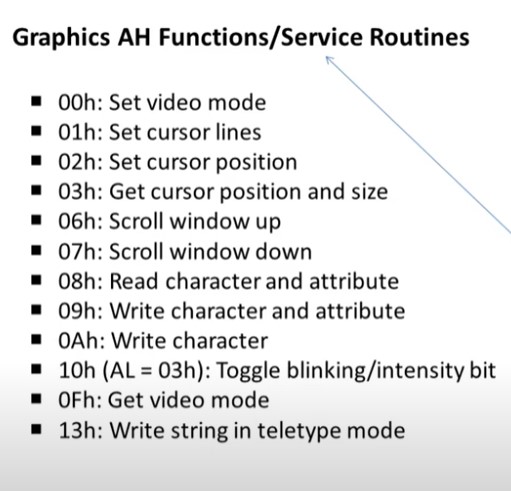 Graphics AH Functions/Service Routines
▪ 00h: Set video mode
▪ 01h: Set cursor lines
▪ 02h: Set cursor position
▪ 03h: Get cursor position and size
▪ 06h: Scroll window up
▪ 07h: Scroll window down
▪ 08h: Read character and attribute
▪ 09h: Write character and attribute
▪ 0Ah: Write character
▪ 10h (AL = 03h): Toggle blinking/intensity bit
▪ 0Fh: Get video mode
▪ 13h: Write string in teletype mode